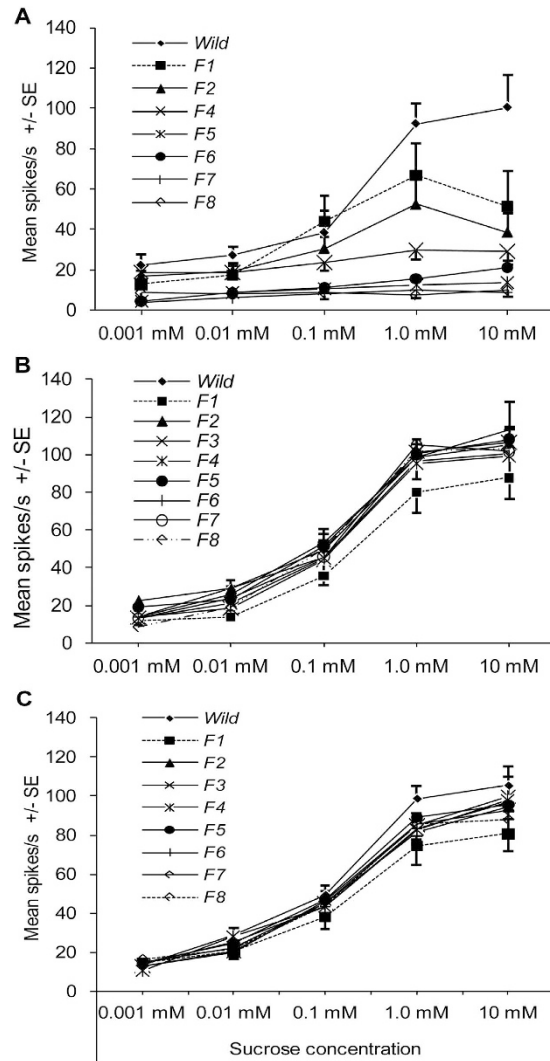 A
140
120
100
80
60
40
20
0
Mean spikes/s +/- SE
Wild
F1
F2
F4
F5
F6
F7
F8
0.001 mM 0.01 mM 0.1 mM 1.0 mM 10 mM
B
140
120
100
80
60
40
20
0
Mean spikes/s +/- SE
Wild
F1
F2
F3
F4
F5
F6
F7
F8
0.001 mM 0.01 mM 0.1 mM 1.0 mM 10 mM
C
140
120
100
80
60
40
20
0
Mean spikes/s +/- SE
Wild
F1
F2
F3
F4
F5
F6
F7
F8
0.001 mM 0.01 mM 0.1 mM 1.0 mM 10 mM
Sucrose concentration